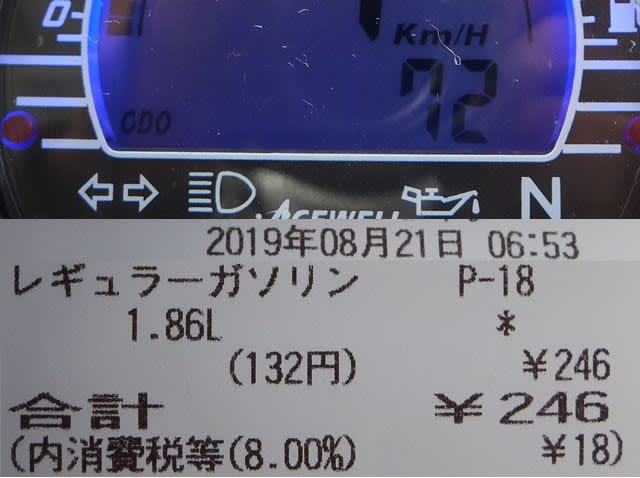 0
Km/H
72
ODO
ACEWELL
N
2019年08月21日 06:53
レギュラーガソリン P-18
1.86L *
(132円) ¥246
合計 ¥246
(内消費税等(8.00%) ¥18)